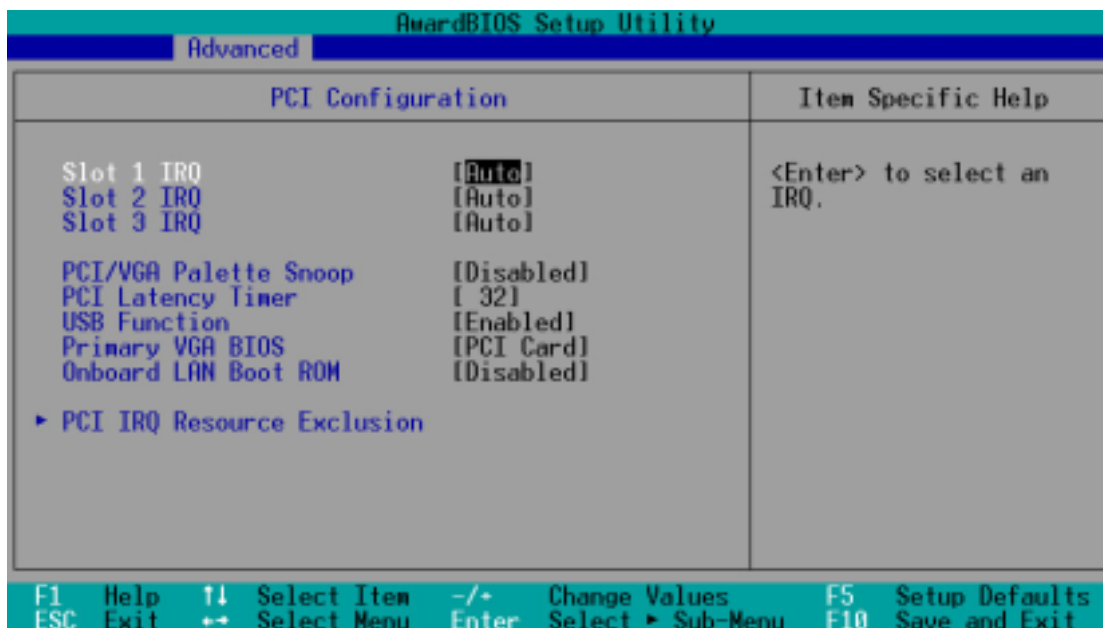 AwardBIOS Setup Utility
Advanced
PCI Configuration
Item Specific Help
Slot 1 IRQ [Auto]
Slot 2 IRQ [Auto]
Slot 3 IRQ [Auto]
PCI/VGA Palette Snoop [Disabled]
PCI Latency Timer [ 32]
USB Function [Enabled]
Primary VGA BIOS [PCI Card]
Onboard LAN Boot ROM [Disabled]
► PCI IRQ Resource Exclusion
<Enter> to select an
IRQ.
F1 Help ↑↓ Select Item -/+ Change Values F5 Setup Defaults
ESC Exit ←→ Select Menu Enter Select ► Sub-Menu F10 Save and Exit